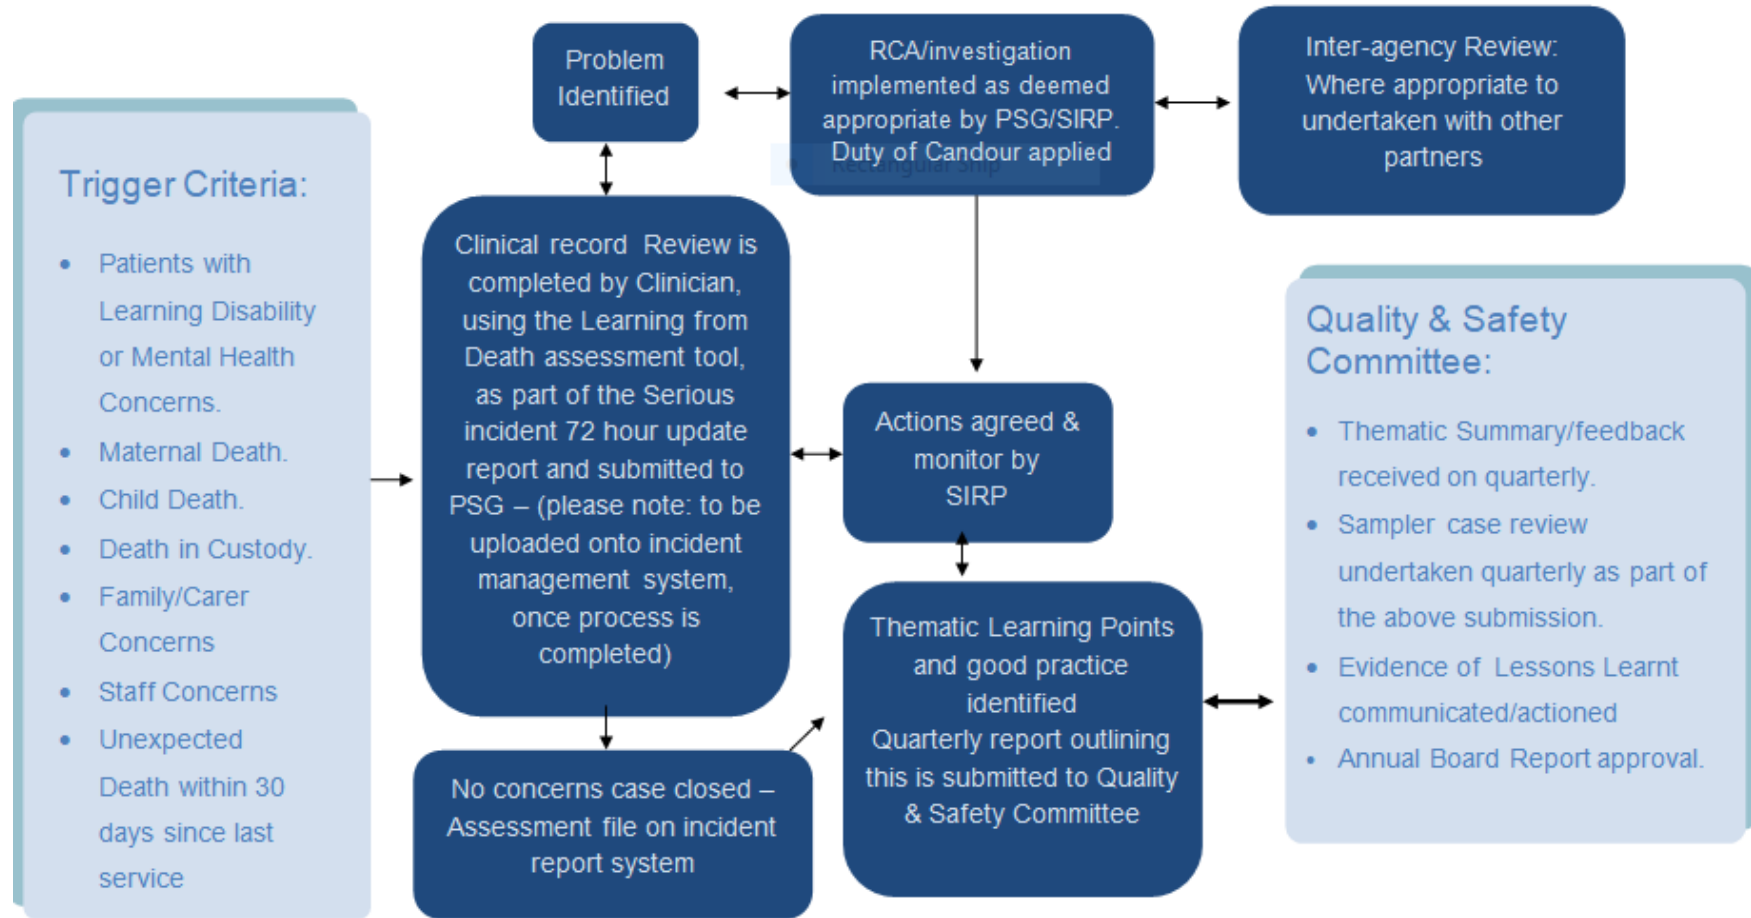 Trigger Criteria:
• Patients with
Learning Disability
or Mental Health
Concerns.
• Maternal Death.
• Child Death.
• Death in Custody.
• Family/Carer
Concerns
• Staff Concerns
• Unexpected
Death within 30
days since last
service
Problem
Identified
RCA/investigation
implemented as deemed
appropriate by PSG/SIRP.
Duty of Candour applied
• Rectangular Snip
Inter-agency Review:
Where appropriate to
undertaken with other
partners
Clinical record Review is
completed by Clinician,
using the Learning from
Death assessment tool,
as part of the Serious
incident 72 hour update
report and submitted to
PSG – (please note: to be
uploaded onto incident
management system,
once process is
completed)
Actions agreed &
monitor by
SIRP
No concerns case closed –
Assessment file on incident
report system
Thematic Learning Points
and good practice
identified
Quarterly report outlining
this is submitted to Quality
& Safety Committee
Quality & Safety
Committee:
• Thematic Summary/feedback
received on quarterly.
• Sampler case review
undertaken quarterly as part of
the above submission.
• Evidence of Lessons Learnt
communicated/actioned
• Annual Board Report approval.